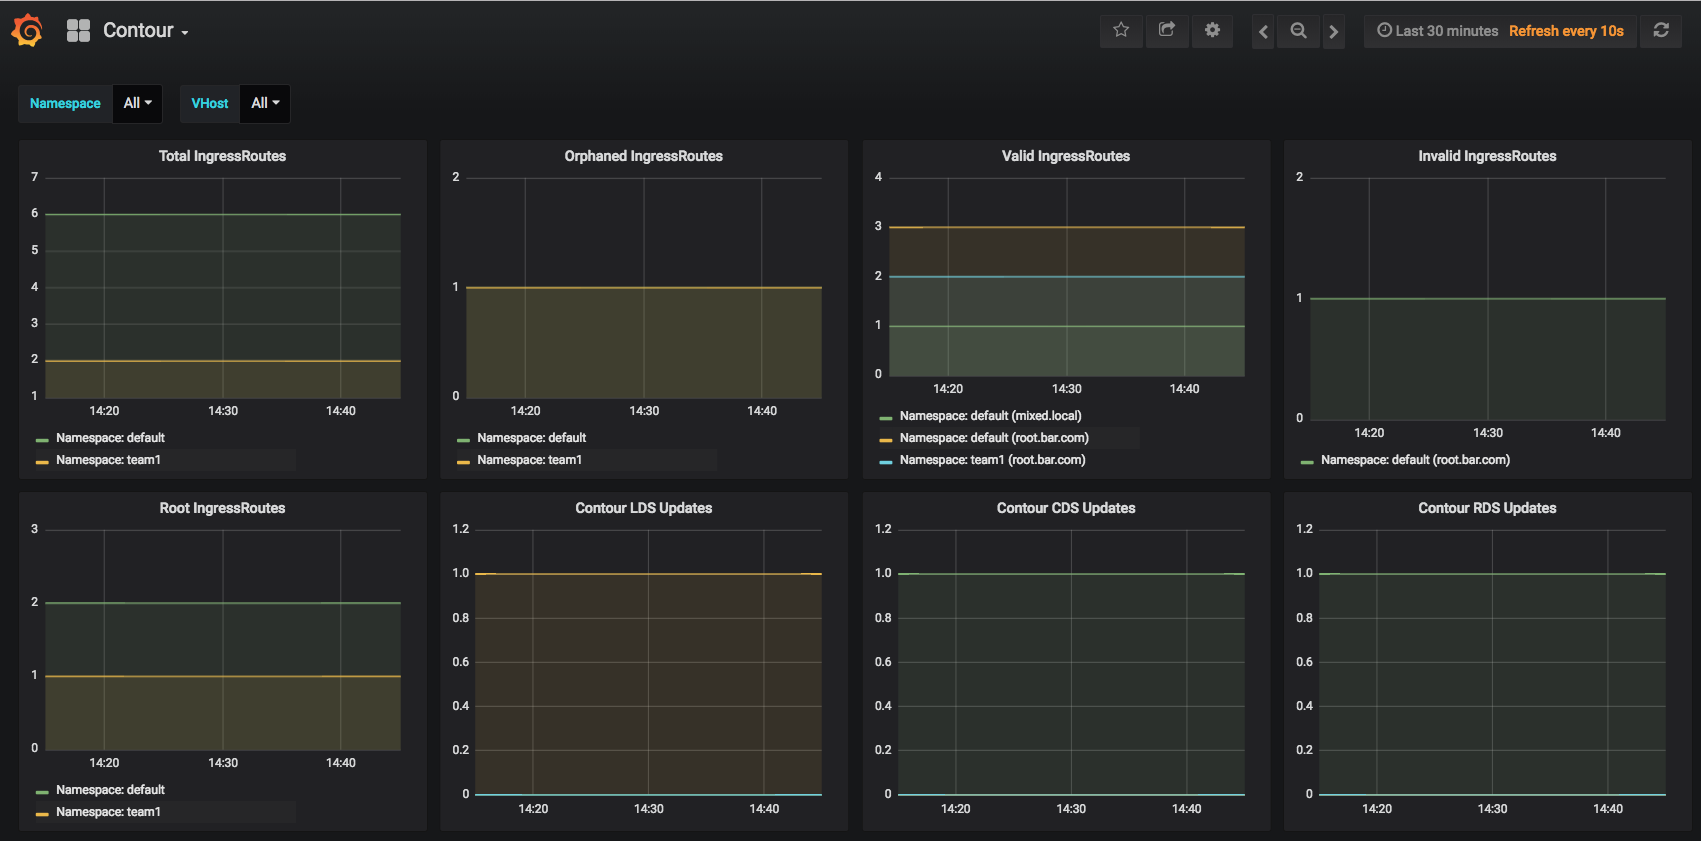 Contour
Last 30 minutes Refresh every 10s
Namespace All VHost All
Total IngressRoutes
7
6
5
4
3
2
1
14:20 14:30 14:40
Namespace: default
Namespace: team1
Orphaned IngressRoutes
2
1
0
14:20 14:30 14:40
Namespace: default
Namespace: team1
Valid IngressRoutes
4
3
2
1
0
14:20 14:30 14:40
Namespace: default (mixed.local)
Namespace: default (root.bar.com)
Namespace: team1 (root.bar.com)
Invalid IngressRoutes
2
1
0
14:20 14:30 14:40
Namespace: default (root.bar.com)
Root IngressRoutes
3
2
1
0
14:20 14:30 14:40
Namespace: default
Namespace: team1
Contour LDS Updates
1.2
1.0
0.8
0.6
0.4
0.2
0
14:20 14:30 14:40
Contour CDS Updates
1.2
1.0
0.8
0.6
0.4
0.2
0
14:20 14:30 14:40
Contour RDS Updates
1.2
1.0
0.8
0.6
0.4
0.2
0
14:20 14:30 14:40